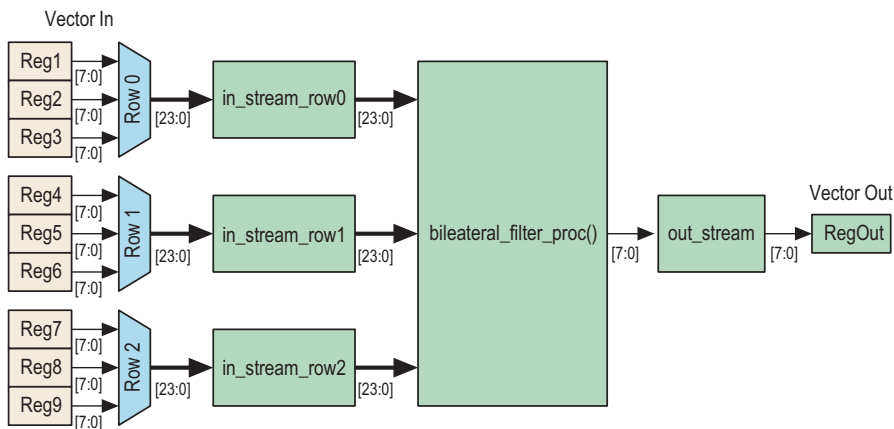 Vector In
Reg1
[7:0]
Reg2
[7:0]
Reg3
[7:0]
Row 0
[23:0]
in_stream_row0
[23:0]
Reg4
[7:0]
Reg5
[7:0]
Reg6
[7:0]
Row 1
[23:0]
in_stream_row1
[23:0]
Reg7
[7:0]
Reg8
[7:0]
Reg9
[7:0]
Row 2
[23:0]
in_stream_row2
[23:0]
bileateral_filter_proc()
[7:0]
out_stream
[7:0]
Vector Out
RegOut